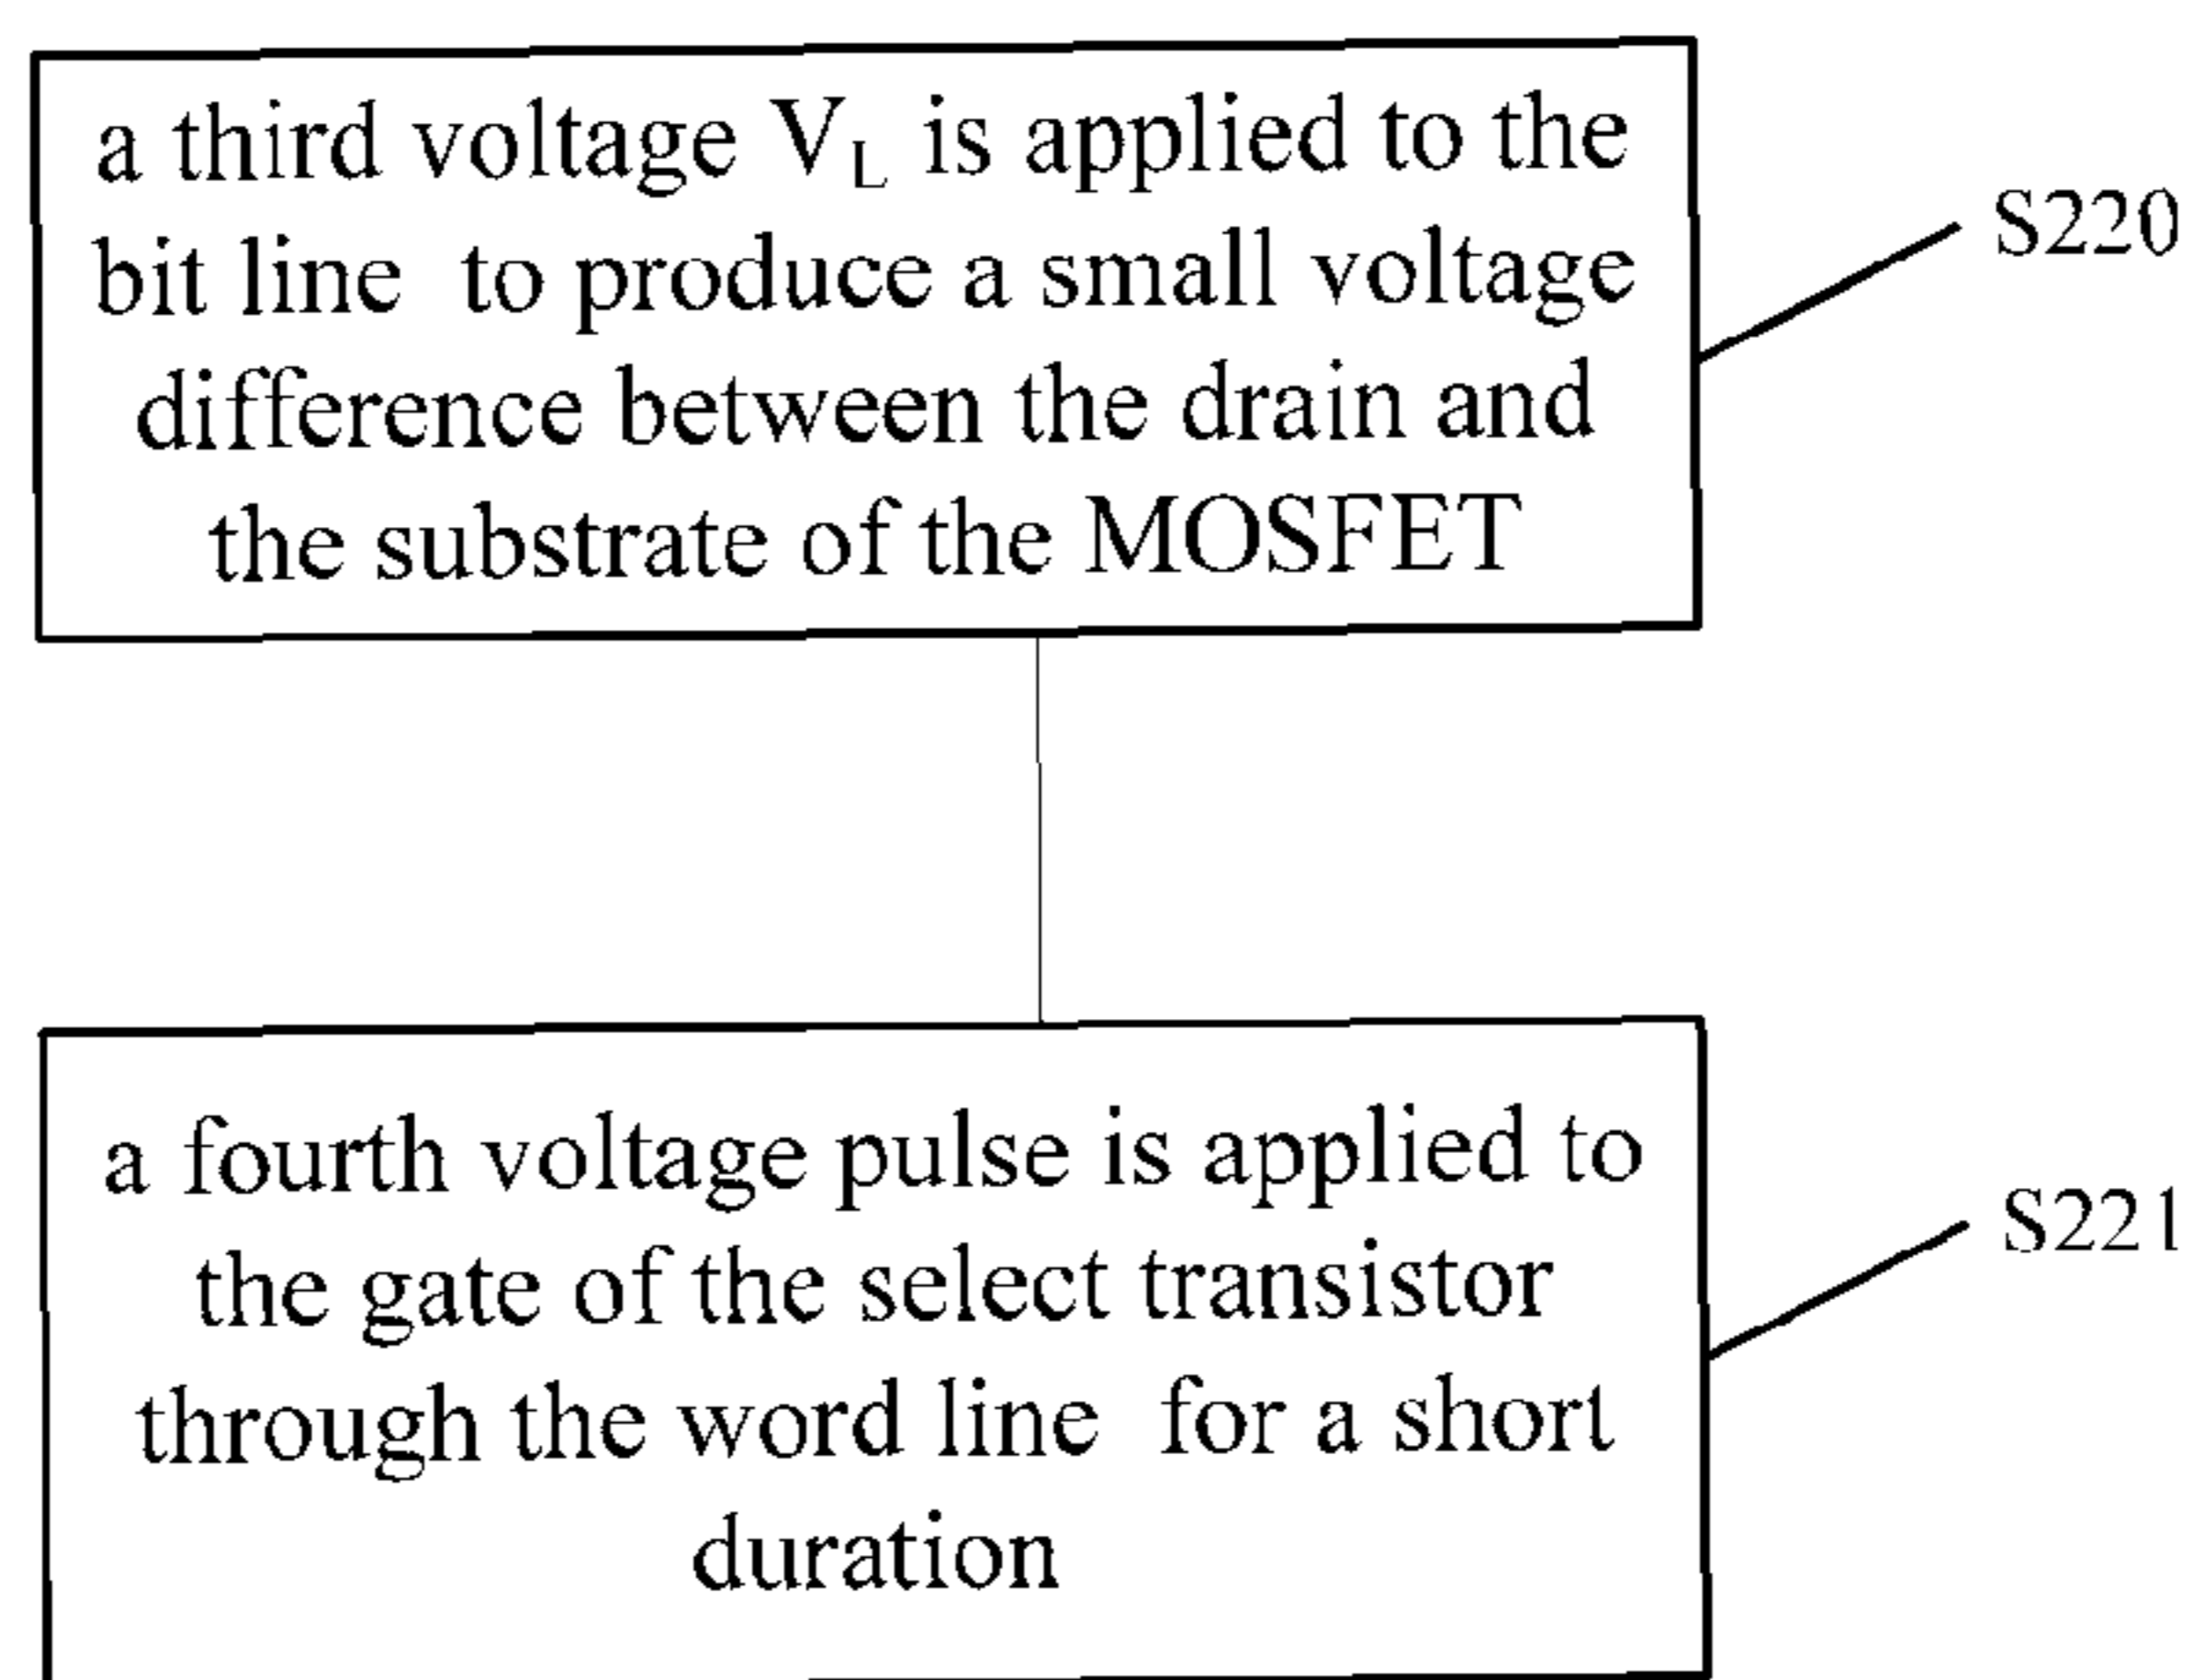 a third voltage V_L is applied to the
bit line to produce a small voltage
difference between the drain and
the substrate of the MOSFET
S220
a fourth voltage pulse is applied to
the gate of the select transistor
through the word line for a short
duration
S221